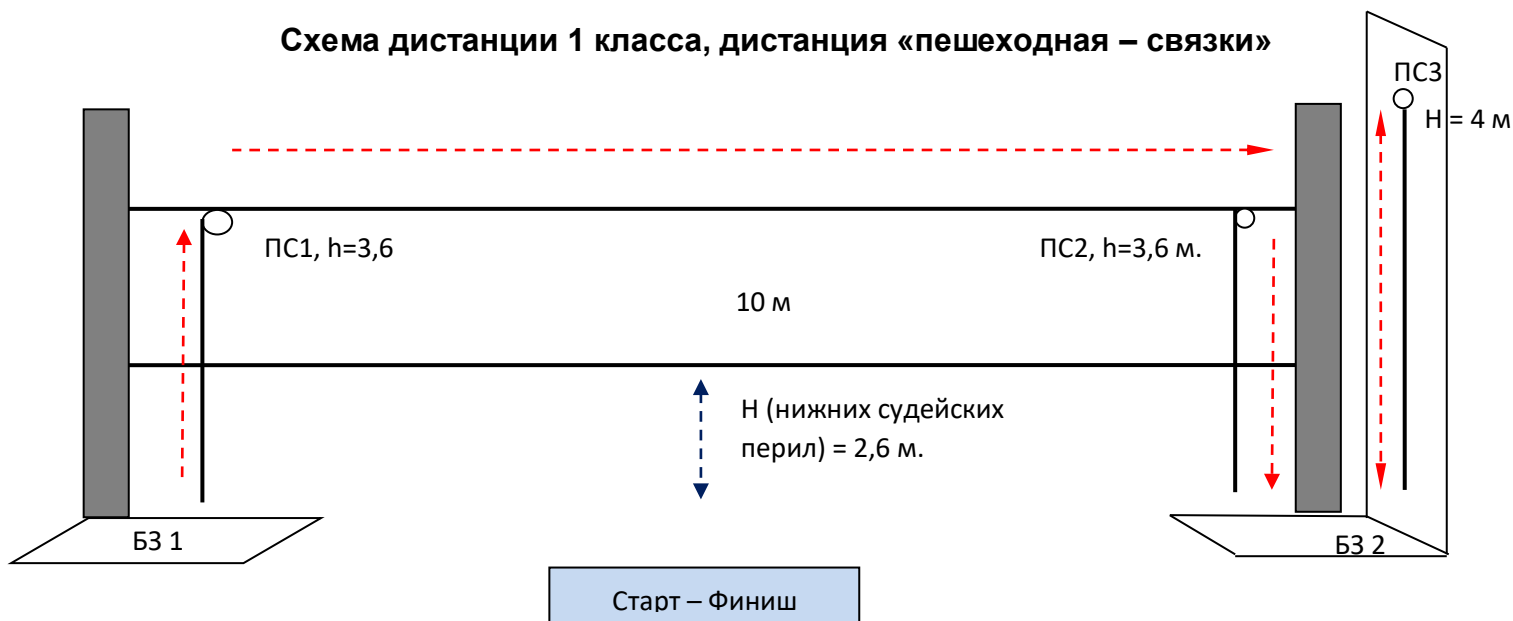 Схема дистанции 1 класса, дистанция «пешеходная – связки»
ПС3
H = 4 м
ПС1, h=3,6
ПС2, h=3,6 м.
10 м
Н (нижних судейских
перил) = 2,6 м.
БЗ 1
БЗ 2
Старт – Финиш